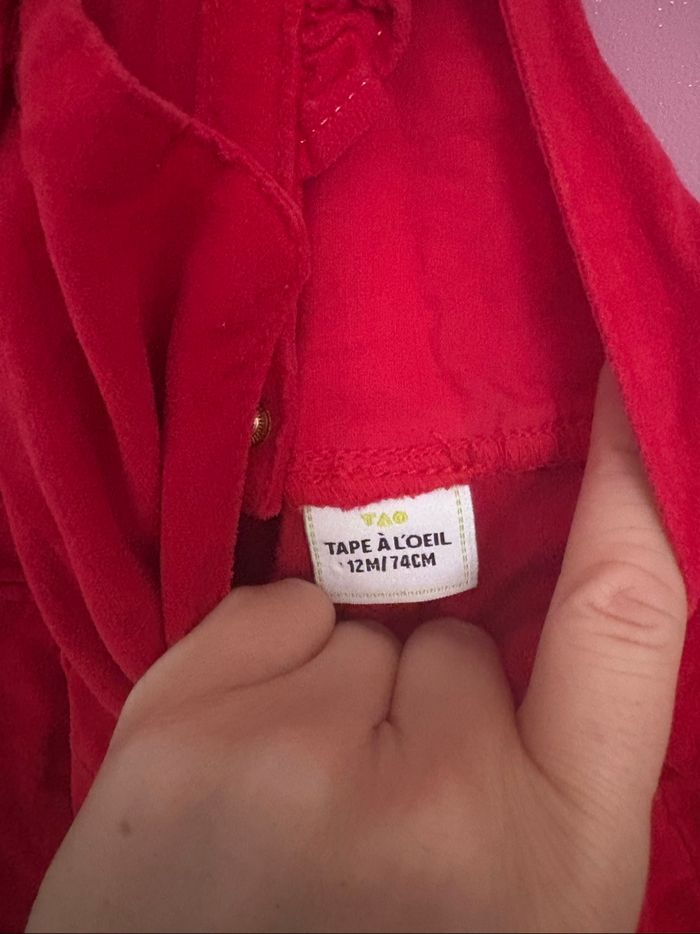 TAO
TAPE À L'OEIL
12M/74CM